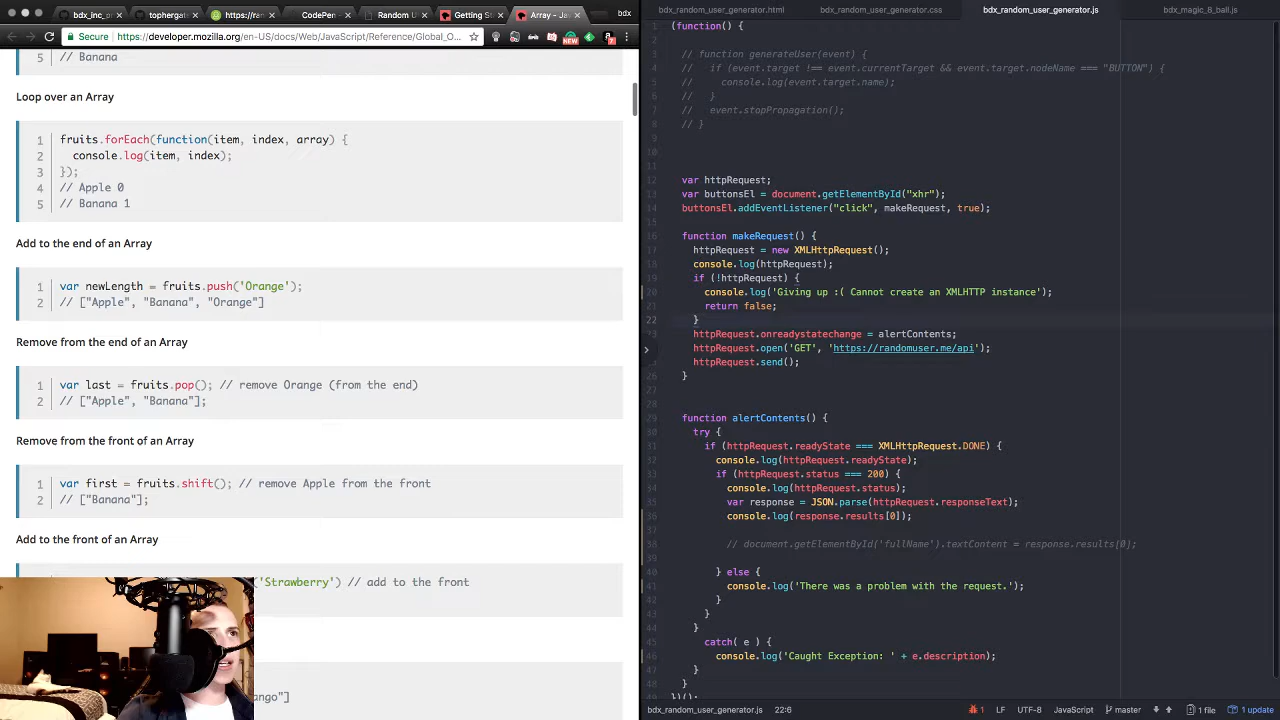 bdx_inc_pro
tophergate
https://ran
CodePen
Random U
Getting St
Array - Jav
bdx
Secure https://developer.mozilla.org/en-US/docs/Web/JavaScript/Reference/Global_O...
5 // Banana
Loop over an Array
1 fruits.forEach(function(item, index, array) {
2 console.log(item, index);
3 });
4 // Apple 0
5 // Banana 1
Add to the end of an Array
1 var newLength = fruits.push('Orange');
2 // ["Apple", "Banana", "Orange"]
Remove from the end of an Array
1 var last = fruits.pop(); // remove Orange (from the end)
2 // ["Apple", "Banana"];
Remove from the front of an Array
1 var first = fruits.shift(); // remove Apple from the front
2 // ["Banana"];
Add to the front of an Array
'Strawberry') // add to the front
ango"]
bdx_random_user_generator.html
bdx_random_user_generator.css
bdx_random_user_generator.js
bdx_magic_8_ball.js
1 (function() {
2
3 // function generateUser(event) {
4 // if (event.target !== event.currentTarget && event.target.nodeName === "BUTTON") {
5 // console.log(event.target.name);
6 // }
7 // event.stopPropagation();
8 // }
9
10
11
12 var httpRequest;
13 var buttonsEl = document.getElementById("xhr");
14 buttonsEl.addEventListener("click", makeRequest, true);
15
16 function makeRequest() {
17 httpRequest = new XMLHttpRequest();
18 console.log(httpRequest);
19 if (!httpRequest) {
20 console.log('Giving up :( Cannot create an XMLHTTP instance');
21 return false;
22 }
23 httpRequest.onreadystatechange = alertContents;
httpRequest.open('GET', 'https://randomuser.me/api');
25 httpRequest.send();
26 }
27
28
29 function alertContents() {
30 try {
31 if (httpRequest.readyState === XMLHttpRequest.DONE) {
32 console.log(httpRequest.readyState);
33 if (httpRequest.status === 200) {
34 console.log(httpRequest.status);
35 var response = JSON.parse(httpRequest.responseText);
36 console.log(response.results[0]);
37
38 // document.getElementById('fullName').textContent = response.results[0];
39
40 } else {
41 console.log('There was a problem with the request.');
42 }
43 }
44 }
45 catch( e ) {
46 console.log('Caught Exception: ' + e.description);
47 }
48 }
49 })();
bdx_random_user_generator.js 22:6
1 LF UTF-8 JavaScript master 1 file 1 update